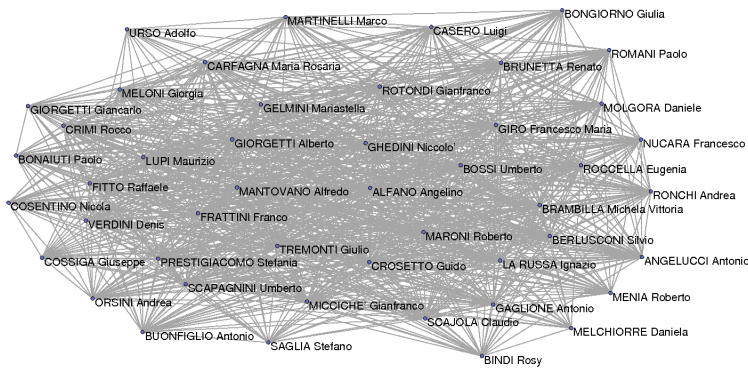 BONGIORNO Giulia
MARTINELLI Marco
CASERO Luigi
URSO Adolfo
ROMANI Paolo
CARFAGNA Maria Rosaria
BRUNETTA Renato
MELONI Giorgia
ROTONDI Gianfranco
GIORGETTI Giancarlo
GELMINI Mariastella
MOLGORA Daniele
CRIMI Rocco
GIRO Francesco Maria
GIORGETTI Alberto
GHEDINI Niccolo'
NUCARA Francesco
BONAIUTI Paolo
LUPI Maurizio
BOSSI Umberto
ROCCELLA Eugenia
FITTO Raffaele
MANTOVANO Alfredo
ALFANO Angelino
RONCHI Andrea
COSENTINO Nicola
FRATTINI Franco
BRAMBILLA Michela Vittoria
VERDINI Denis
MARONI Roberto
BERLUSCONI Silvio
TREMONTI Giulio
COSSIGA Giuseppe
PRESTIGIACOMO Stefania
CROSETTO Guido
LA RUSSA Ignazio
ANGELUCCI Antonio
SCAPAGNINI Umberto
ORSINI Andrea
MICCICHE' Gianfranco
GAGLIONE Antonio
MENIA Roberto
SCAJOLA Claudio
BUONFIGLIO Antonio
MELCHIORRE Daniela
SAGLIA Stefano
BINDI Rosy